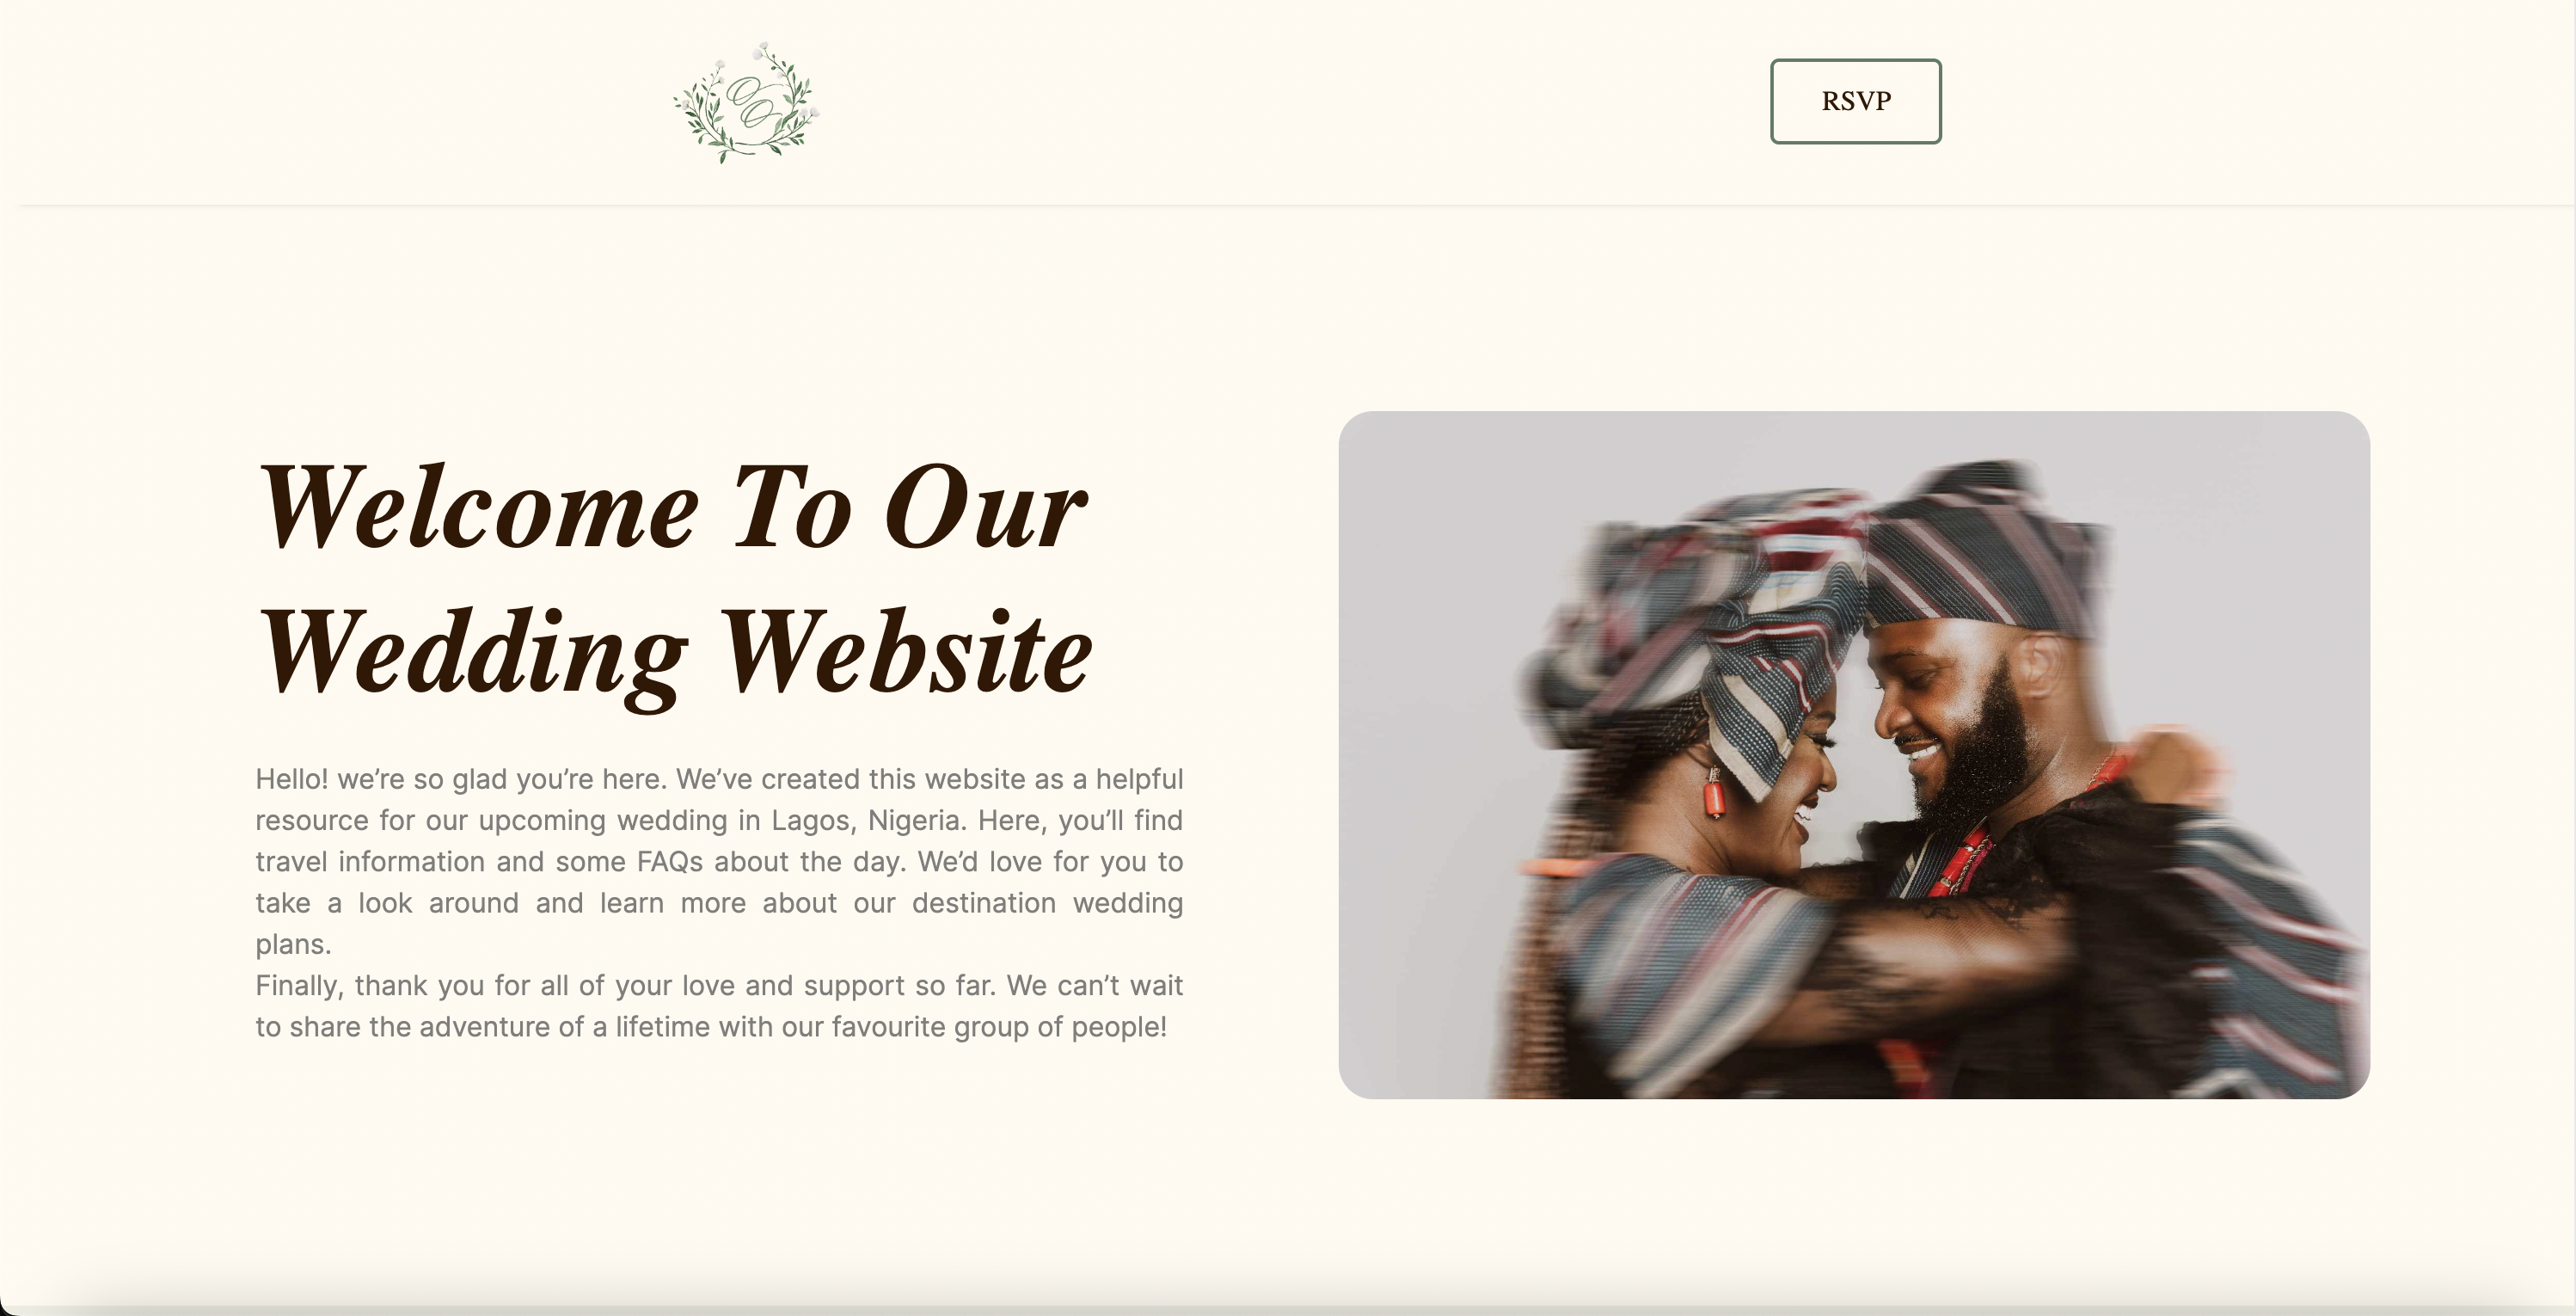 OO
RSVP
Welcome To Our
Wedding Website
Hello! we’re so glad you’re here. We’ve created this website as a helpful
resource for our upcoming wedding in Lagos, Nigeria. Here, you’ll find
travel information and some FAQs about the day. We’d love for you to
take a look around and learn more about our destination wedding
plans.
Finally, thank you for all of your love and support so far. We can’t wait
to share the adventure of a lifetime with our favourite group of people!